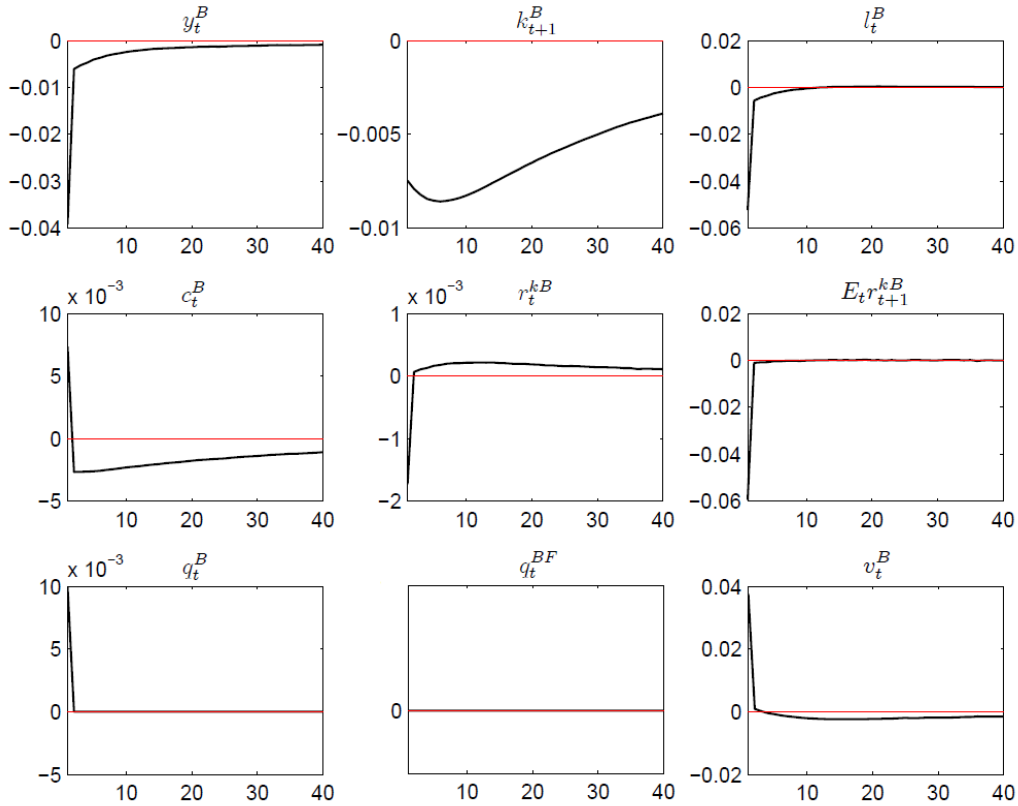 y_t^B k_{t+1}^B l_t^B
0 0 0.02
−0.01 0
−0.02 −0.005 −0.02
−0.03 −0.04
−0.04 −0.01 −0.06
10 20 30 40 10 20 30 40 10 20 30 40
x 10^{−3} c_t^B x 10^{−3} r_t^{kB} E_t r_{t+1}^{kB}
10 1 0.02
5 0 0
0 −1 −0.02
−0.04
−5 −2 −0.06
10 20 30 40 10 20 30 40 10 20 30 40
x 10^{−3} q_t^B q_t^{BF} v_t^B
10 0.04
5 0.02
0 0 0
−5 −0.02
10 20 30 40 10 20 30 40 10 20 30 40